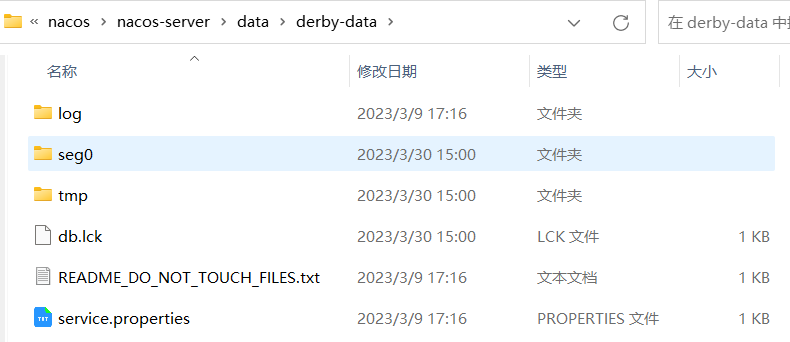 « nacos > nacos-server > data > derby-data > 在 derby-data 中
名称 修改日期 类型 大小
log 2023/3/9 17:16 文件夹
seg0 2023/3/30 15:00 文件夹
tmp 2023/3/30 15:00 文件夹
db.lck 2023/3/30 15:00 LCK 文件 1 KB
README_DO_NOT_TOUCH_FILES.txt 2023/3/9 17:16 文本文档 1 KB
service.properties 2023/3/9 17:16 PROPERTIES 文件 1 KB